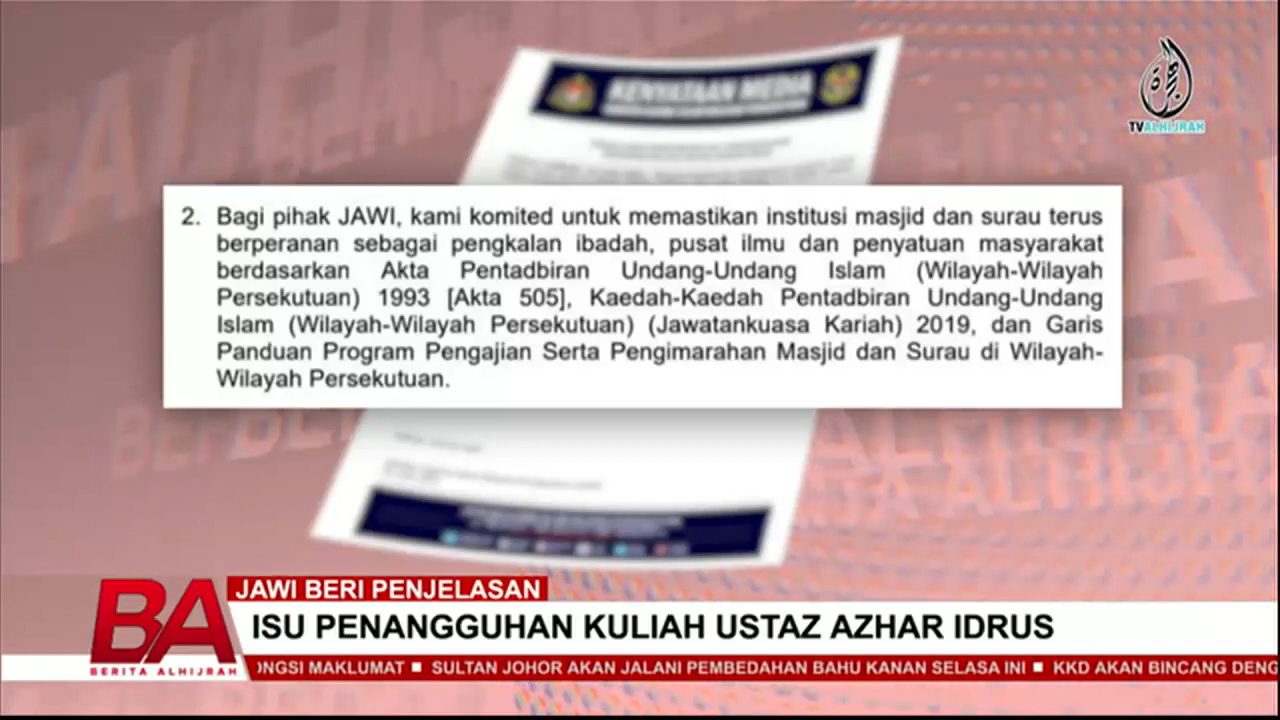 KENYATAAN MEDIA
هجرة
TVALHIJRAH
2. Bagi pihak JAWI, kami komited untuk memastikan institusi masjid dan surau terus
berperanan sebagai pengkalan ibadah, pusat ilmu dan penyatuan masyarakat
berdasarkan Akta Pentadbiran Undang-Undang Islam (Wilayah-Wilayah
Persekutuan) 1993 [Akta 505], Kaedah-Kaedah Pentadbiran Undang-Undang
Islam (Wilayah-Wilayah Persekutuan) (Jawatankuasa Kariah) 2019, dan Garis
Panduan Program Pengajian Serta Pengimarahan Masjid dan Surau di Wilayah-
Wilayah Persekutuan.
BA
BERITA ALHIJRAH
JAWI BERI PENJELASAN
ISU PENANGGUHAN KULIAH USTAZ AZHAR IDRUS
ONGSI MAKLUMAT ■ SULTAN JOHOR AKAN JALANI PEMBEDAHAN BAHU KANAN SELASA INI ■ KKD AKAN BINCANG DENG